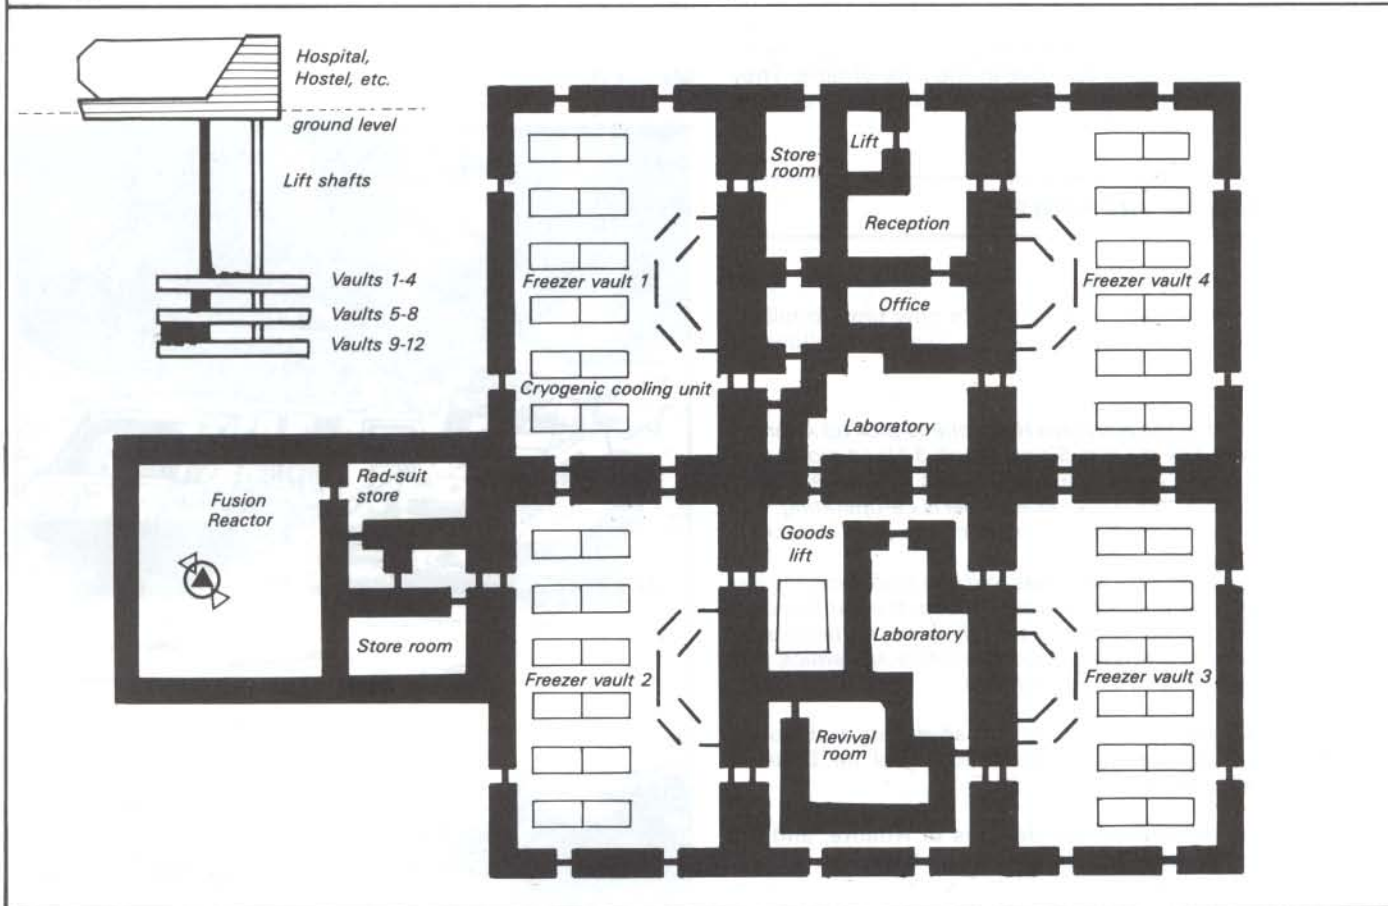 Hospital,
Hostel, etc.
ground level
Lift shafts
Vaults 1-4
Vaults 5-8
Vaults 9-12
Store-
room
Lift
Reception
Freezer vault 1
Office
Freezer vault 4
Cryogenic cooling unit
Laboratory
Fusion
Reactor
Rad-suit
store
Goods
lift
Store room
Laboratory
Freezer vault 2
Freezer vault 3
Revival
room